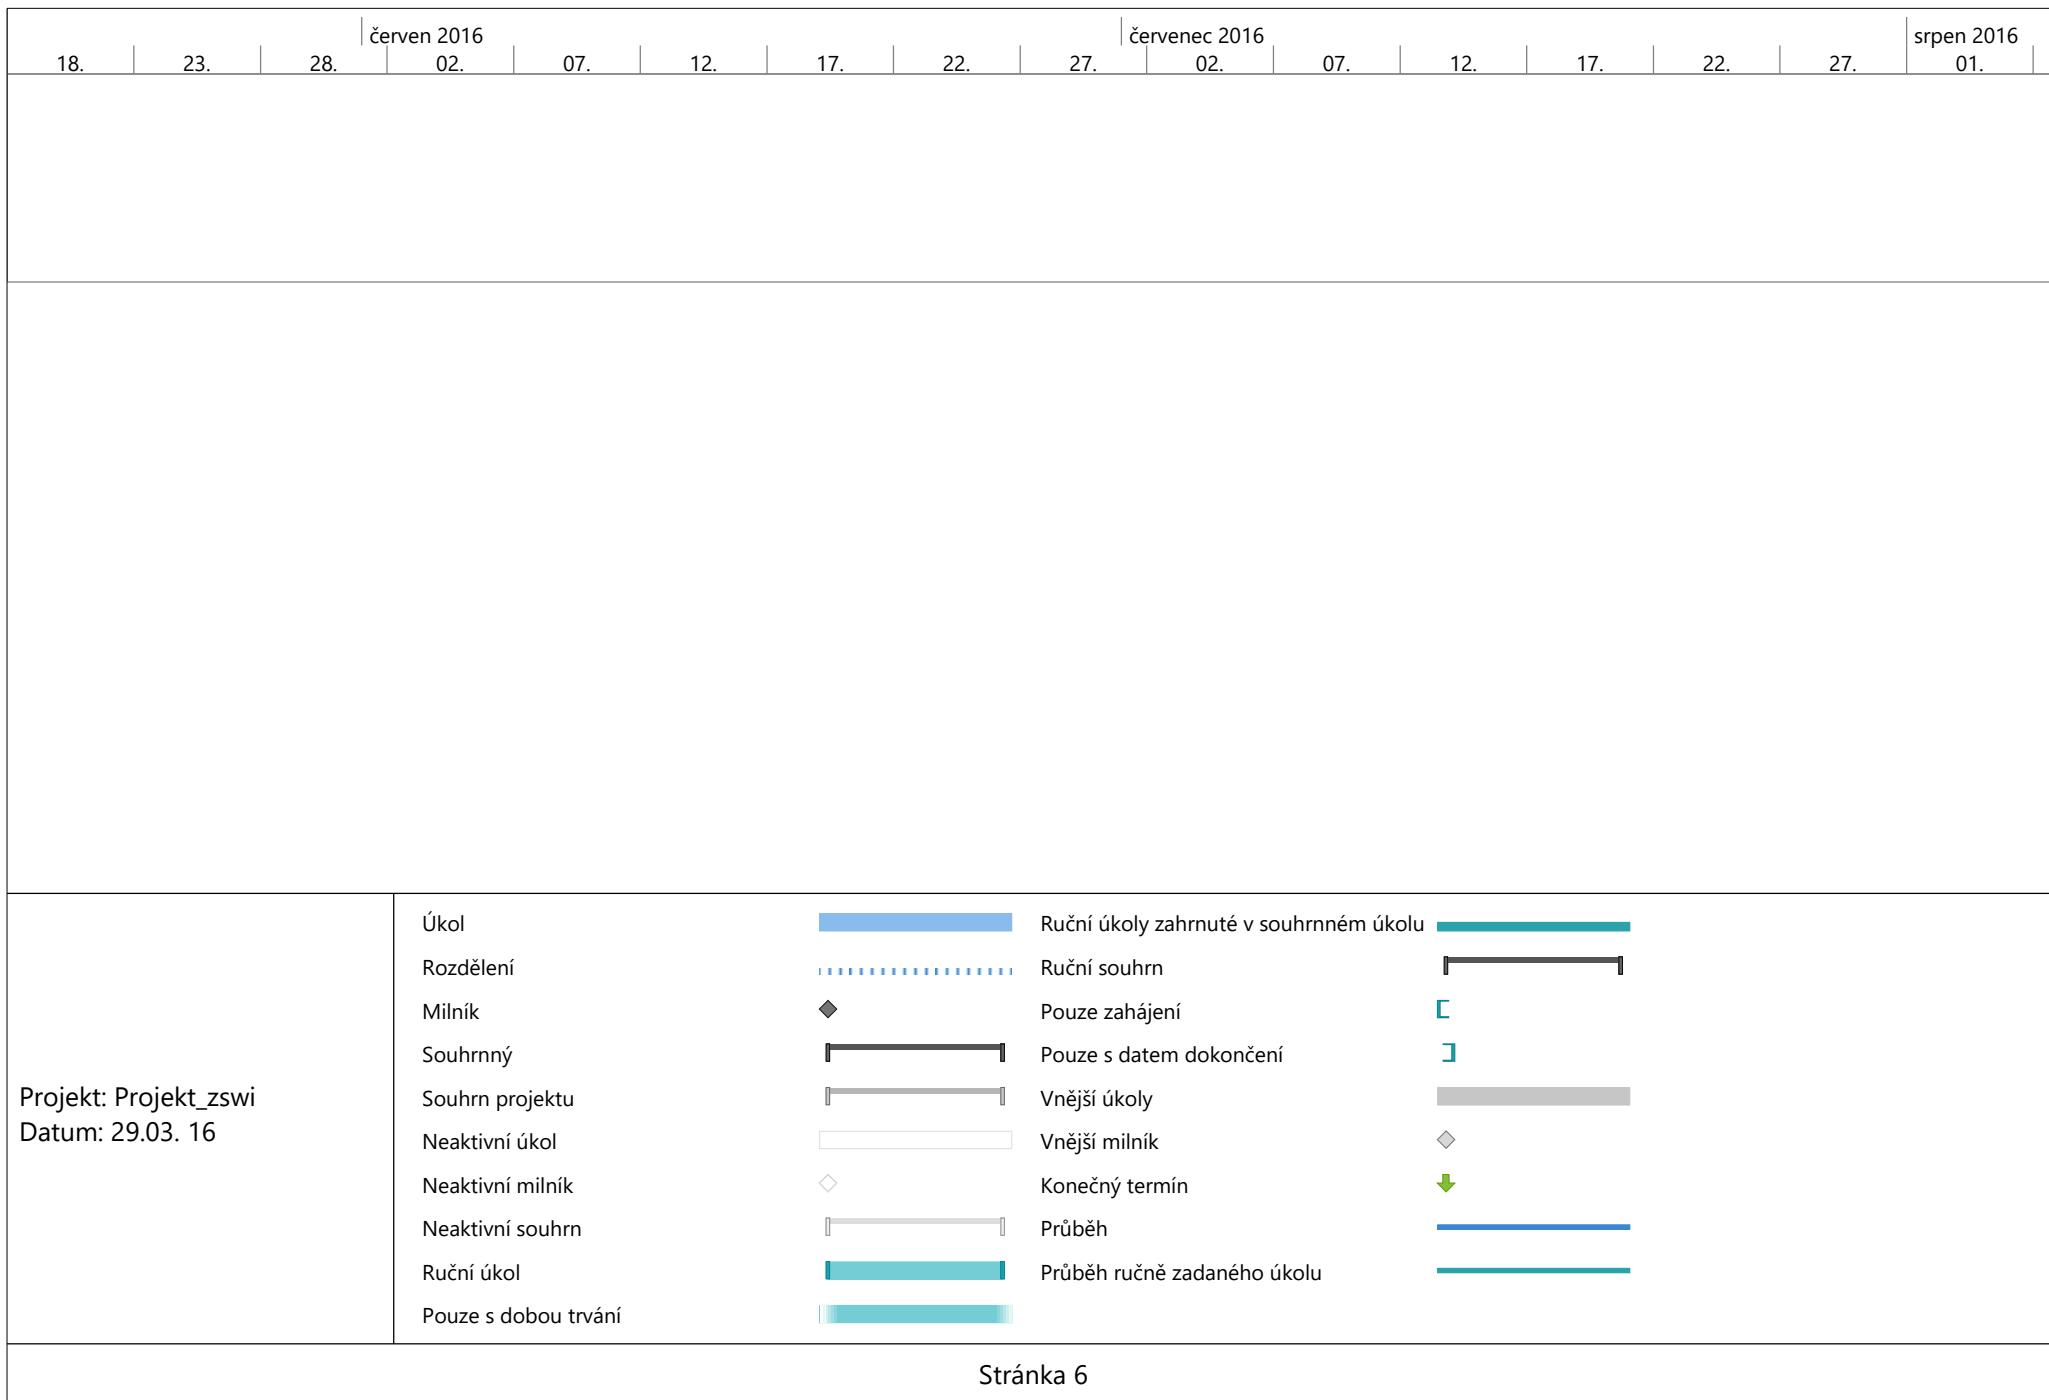 červen 2016 červenec 2016 srpen 2016
18. 23. 28. 02. 07. 12. 17. 22. 27. 02. 07. 12. 17. 22. 27. 01.
Projekt: Projekt_zswi
Datum: 29.03. 16
Úkol
Rozdělení
Milník
Souhrnný
Souhrn projektu
Neaktivní úkol
Neaktivní milník
Neaktivní souhrn
Ruční úkol
Pouze s dobou trvání
Ruční úkoly zahrnuté v souhrnném úkolu
Ruční souhrn
Pouze zahájení
Pouze s datem dokončení
Vnější úkoly
Vnější milník
Konečný termín
Průběh
Průběh ručně zadaného úkolu
Stránka 6